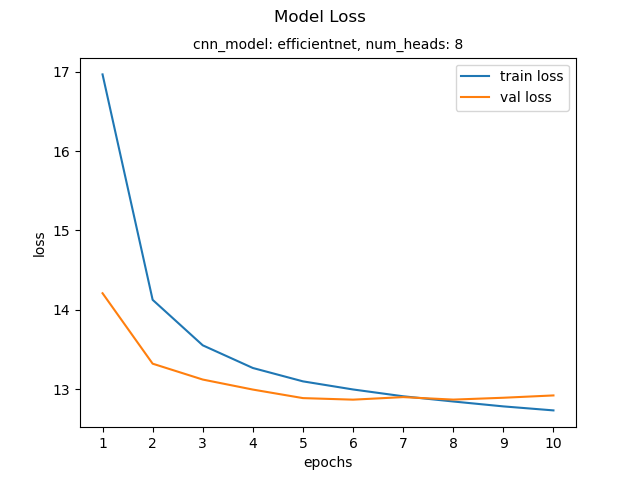 Model Loss
cnn_model: efficientnet, num_heads: 8
train loss
val loss
17
16
15
14
13
loss
1 2 3 4 5 6 7 8 9 10
epochs